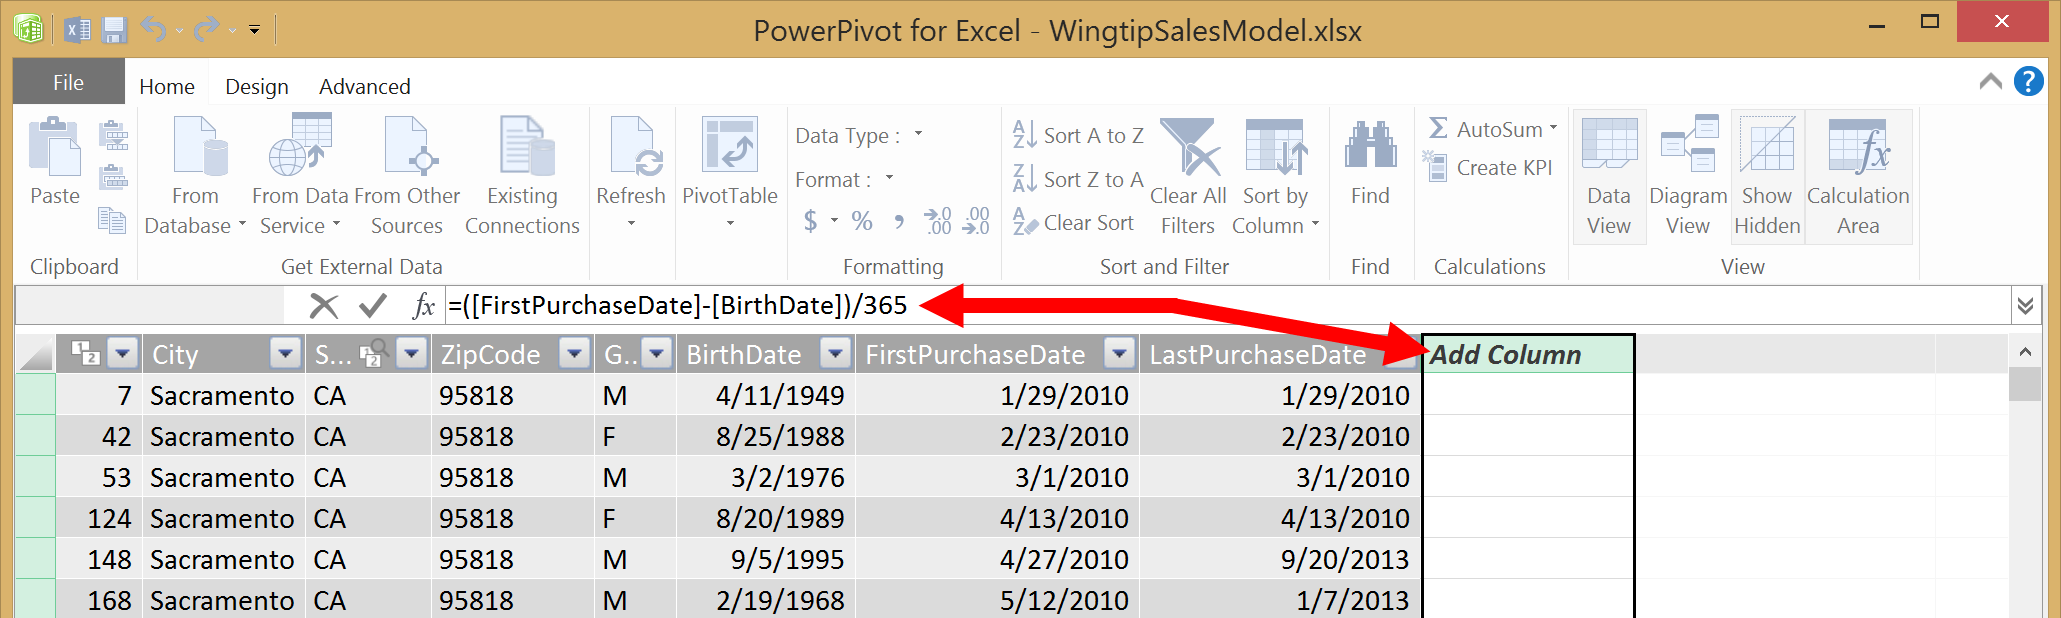 PowerPivot for Excel - WingtipSalesModel.xlsx
File Home Design Advanced
Paste
From Database
From Data Service
From Other Sources
Existing Connections
Refresh
PivotTable
Data Type :
Format :
$ % , .0 .00 .00 .0
Sort A to Z
Sort Z to A
Clear Sort
Clear All Filters
Sort by Column
Find
AutoSum
Create KPI
Data View
Diagram View
Show Hidden
Calculation Area
Clipboard Get External Data Formatting Sort and Filter Find Calculations View
fx =([FirstPurchaseDate]-[BirthDate])/365
City S... ZipCode G... BirthDate FirstPurchaseDate LastPurchaseDate Add Column
7 Sacramento CA 95818 M 4/11/1949 1/29/2010 1/29/2010
42 Sacramento CA 95818 F 8/25/1988 2/23/2010 2/23/2010
53 Sacramento CA 95818 M 3/2/1976 3/1/2010 3/1/2010
124 Sacramento CA 95818 F 8/20/1989 4/13/2010 4/13/2010
148 Sacramento CA 95818 M 9/5/1995 4/27/2010 9/20/2013
168 Sacramento CA 95818 M 2/19/1968 5/12/2010 1/7/2013